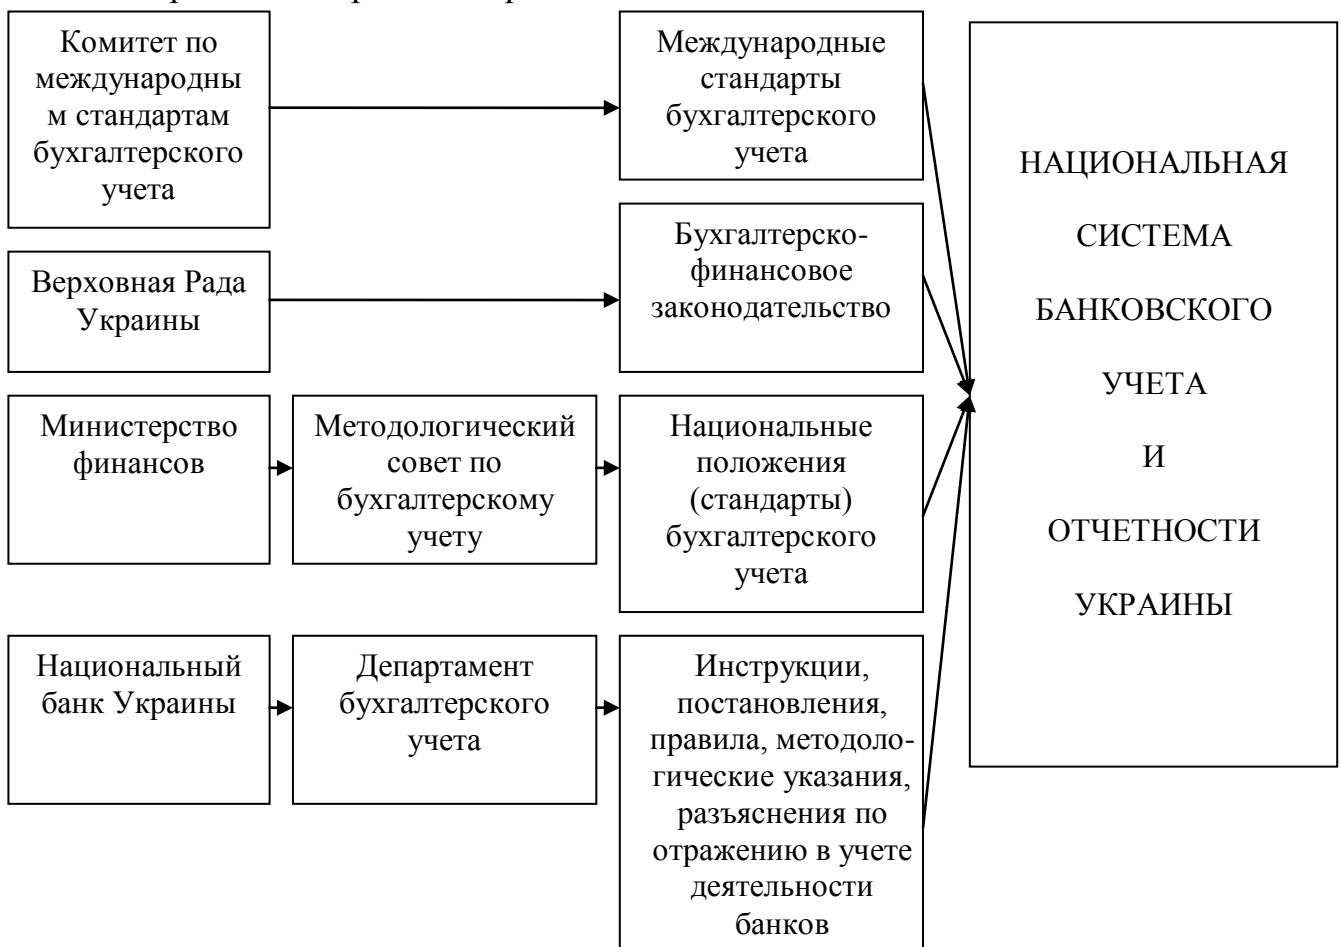 Комитет по
международны
м стандартам
бухгалтерского
учета
Международные
стандарты
бухгалтерского
учета
Верховная Рада
Украины
Бухгалтерско-
финансовое
законодательство
Министерство
финансов
Методологический
совет по
бухгалтерскому
учету
Национальные
положения
(стандарты)
бухгалтерского
учета
Национальный
банк Украины
Департамент
бухгалтерского
учета
Инструкции,
постановления,
правила, методоло-
гические указания,
разъяснения по
отражению в учете
деятельности
банков
НАЦИОНАЛЬНАЯ
СИСТЕМА
БАНКОВСКОГО
УЧЕТА
И
ОТЧЕТНОСТИ
УКРАИНЫ